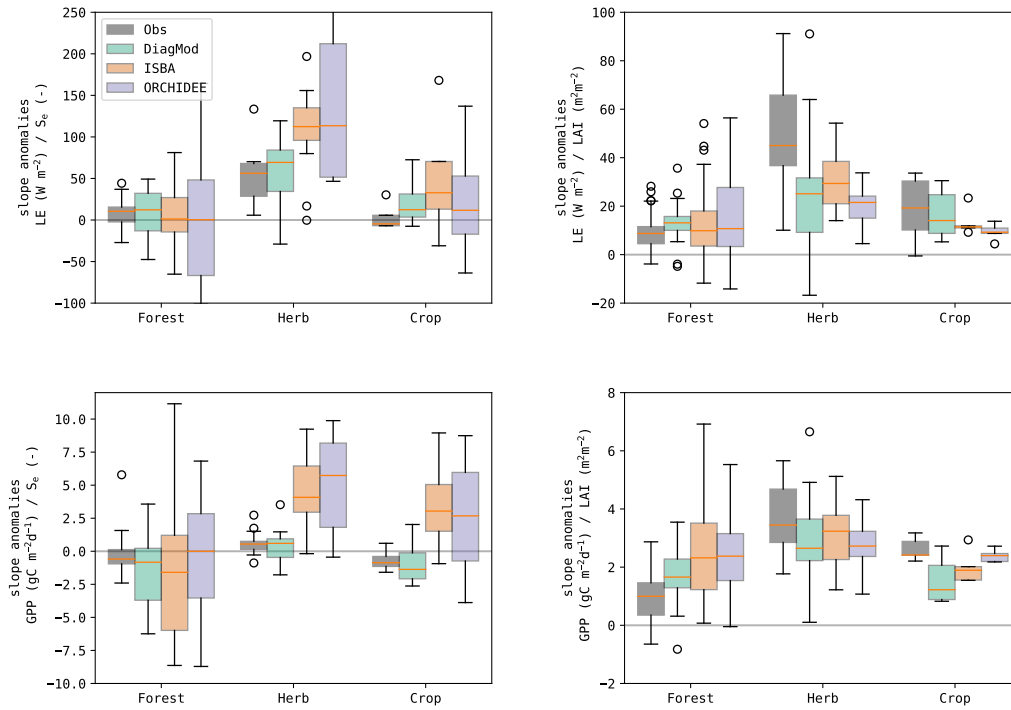 slope anomalies
LE (W m⁻²) / Sₑ (-)
250
200
150
100
50
0
−50
−100
Obs
DiagMod
ISBA
ORCHIDEE
Forest
Herb
Crop
slope anomalies
LE (W m⁻²) / LAI (m²m⁻²)
100
80
60
40
20
0
−20
Forest
Herb
Crop
slope anomalies
GPP (gC m⁻²d⁻¹) / Sₑ (-)
10.0
7.5
5.0
2.5
0.0
−2.5
−5.0
−7.5
−10.0
Forest
Herb
Crop
slope anomalies
GPP (gC m⁻²d⁻¹) / LAI (m²m⁻²)
8
6
4
2
0
−2
Forest
Herb
Crop